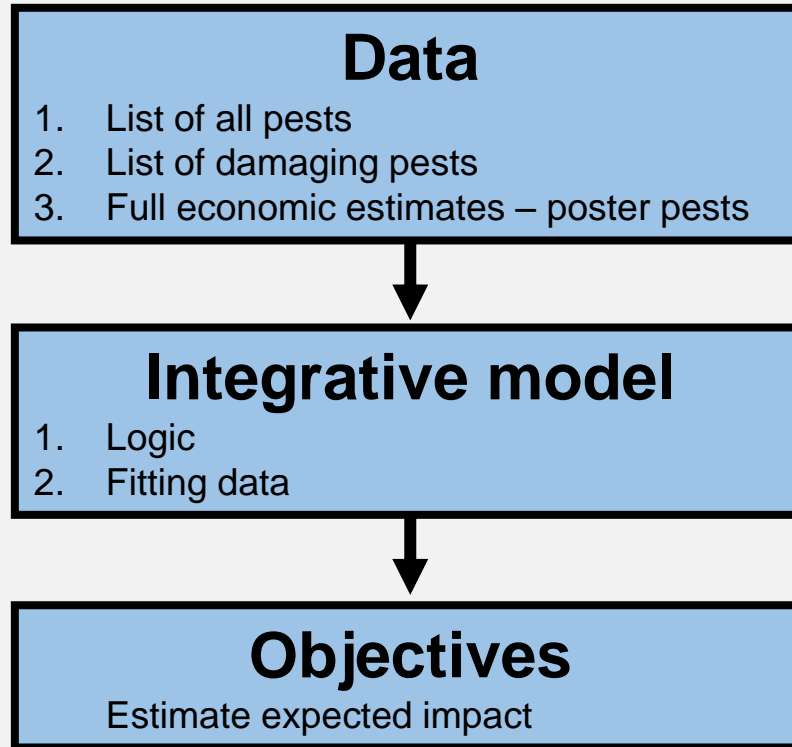 Data
1. List of all pests
2. List of damaging pests
3. Full economic estimates – poster pests
Integrative model
1. Logic
2. Fitting data
Objectives
Estimate expected impact